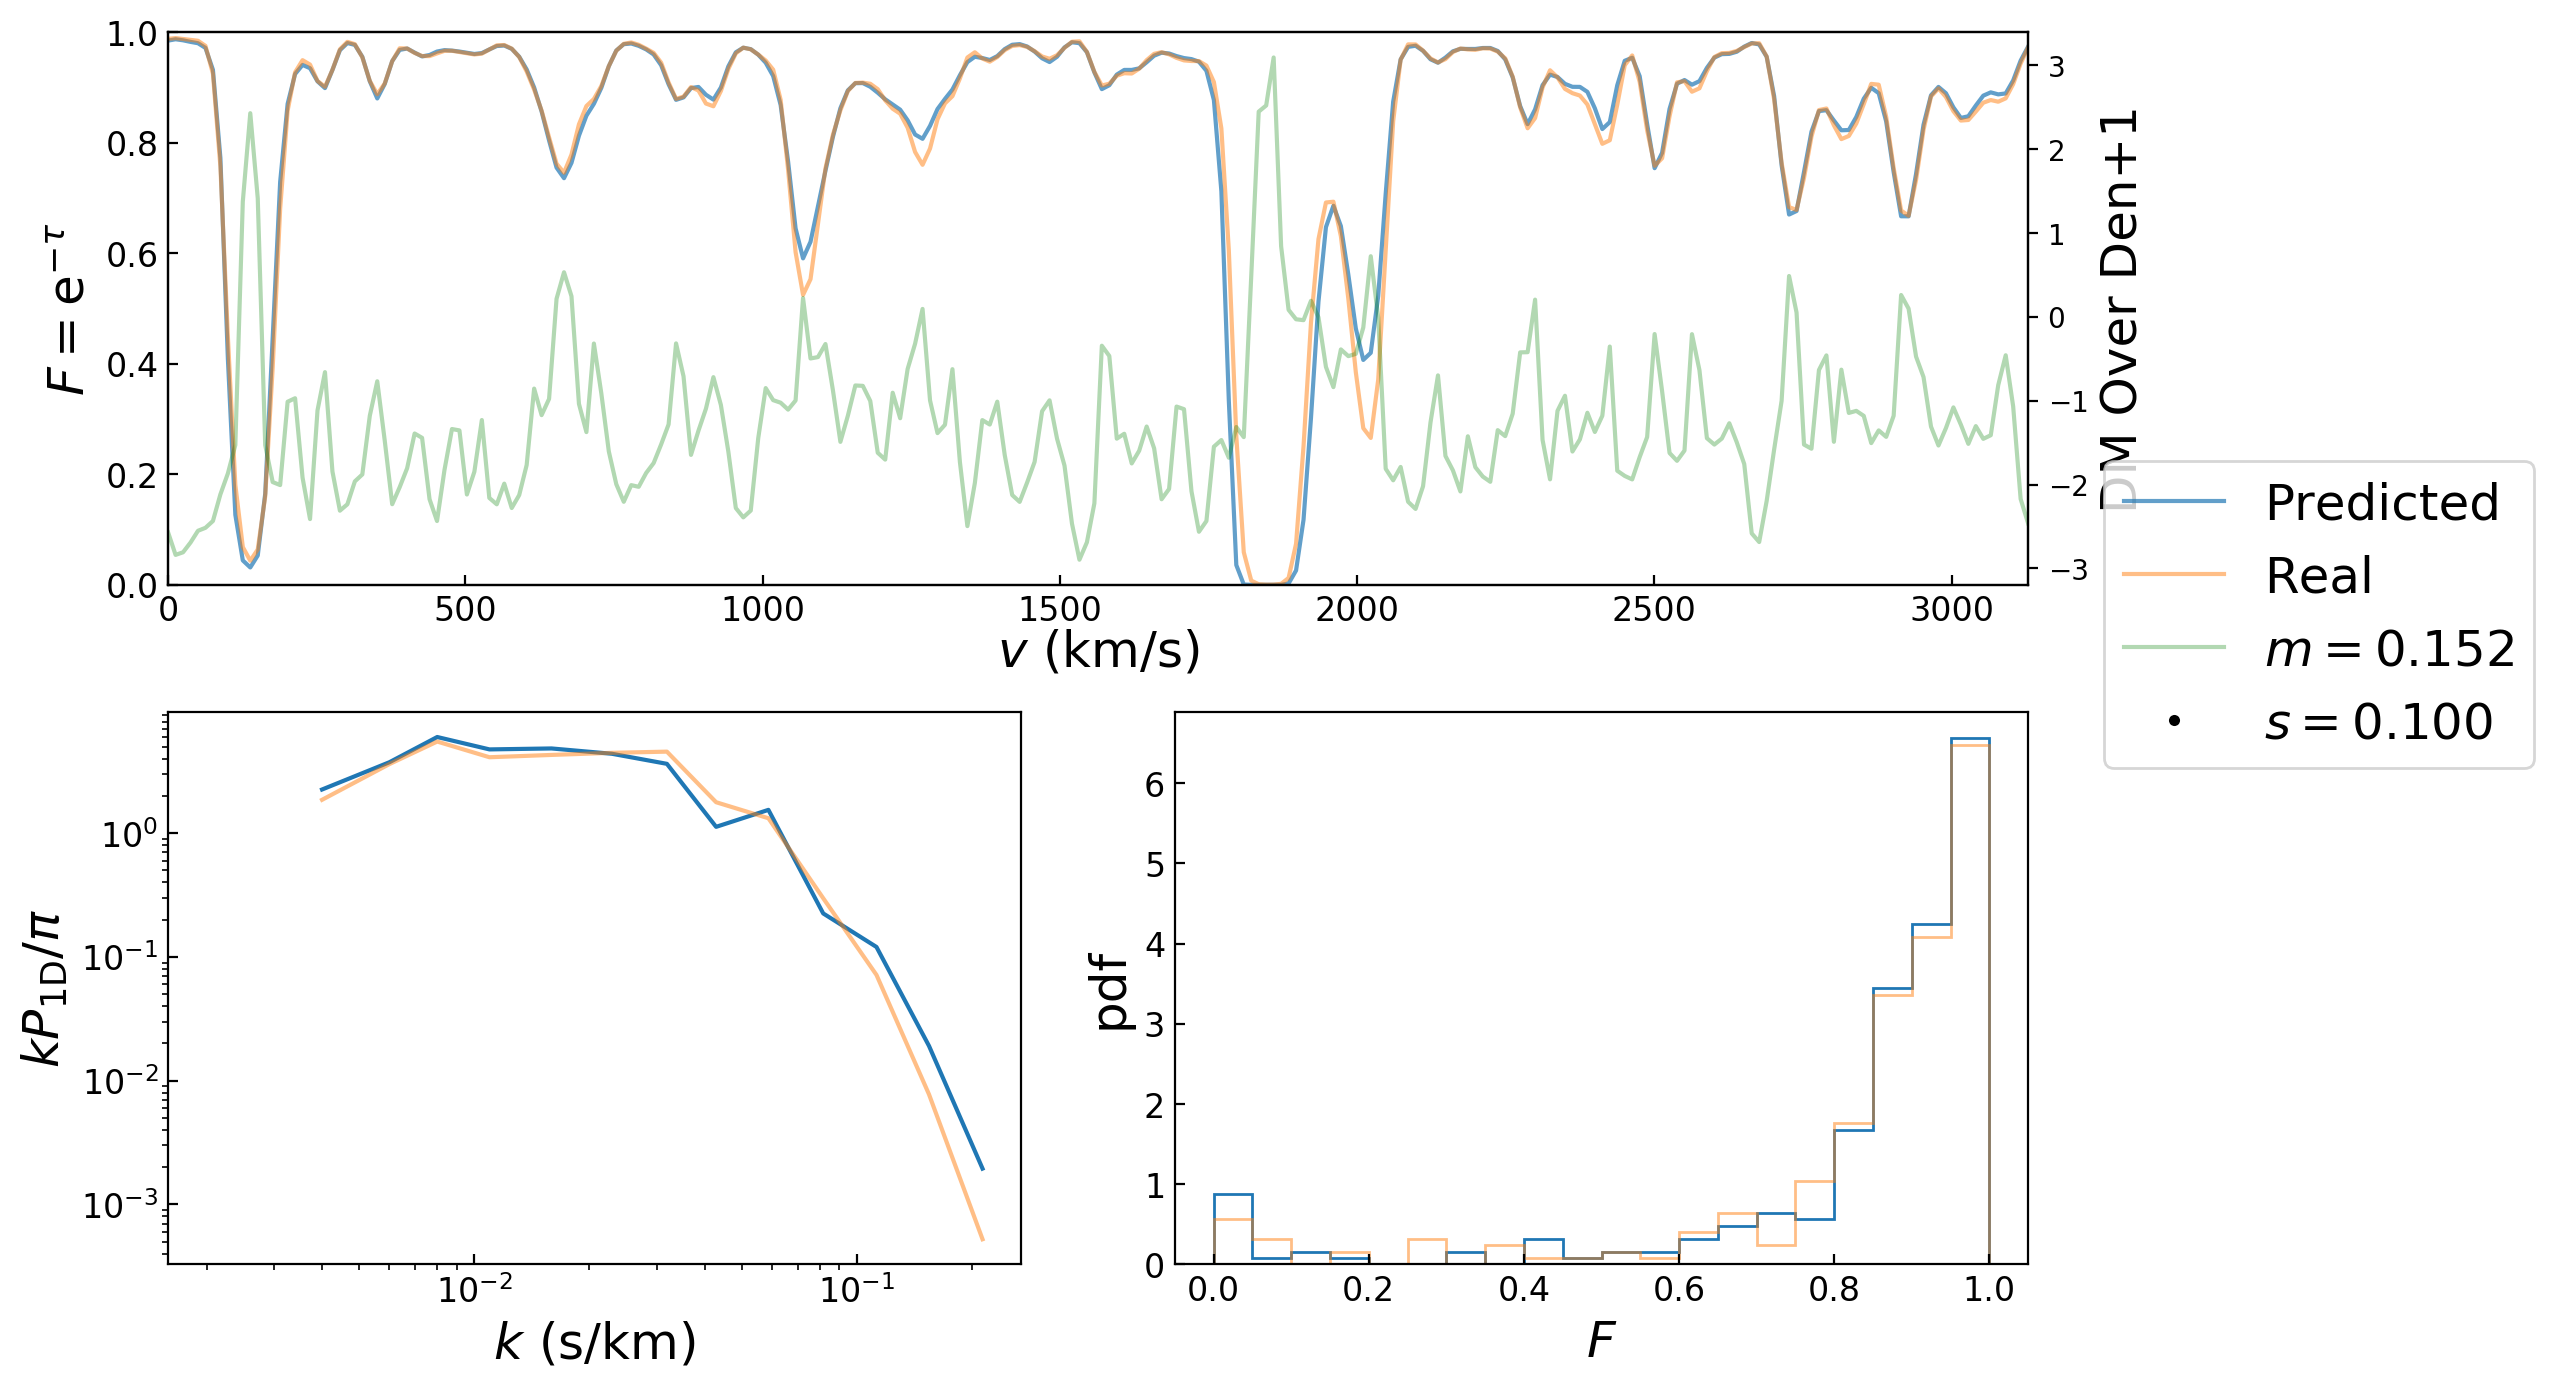 1.0
0.8
0.6
0.4
0.2
0.0
F = e^{-τ}
3
2
1
0
−1
−2
−3
DM Over Den+1
0 500 1000 1500 2000 2500 3000
v (km/s)
Predicted
Real
m = 0.152
s = 0.100
10^0
10^{-1}
10^{-2}
10^{-3}
kP_{1D}/π
10^{-2} 10^{-1}
k (s/km)
6
5
4
3
2
1
0
pdf
0.0 0.2 0.4 0.6 0.8 1.0
F